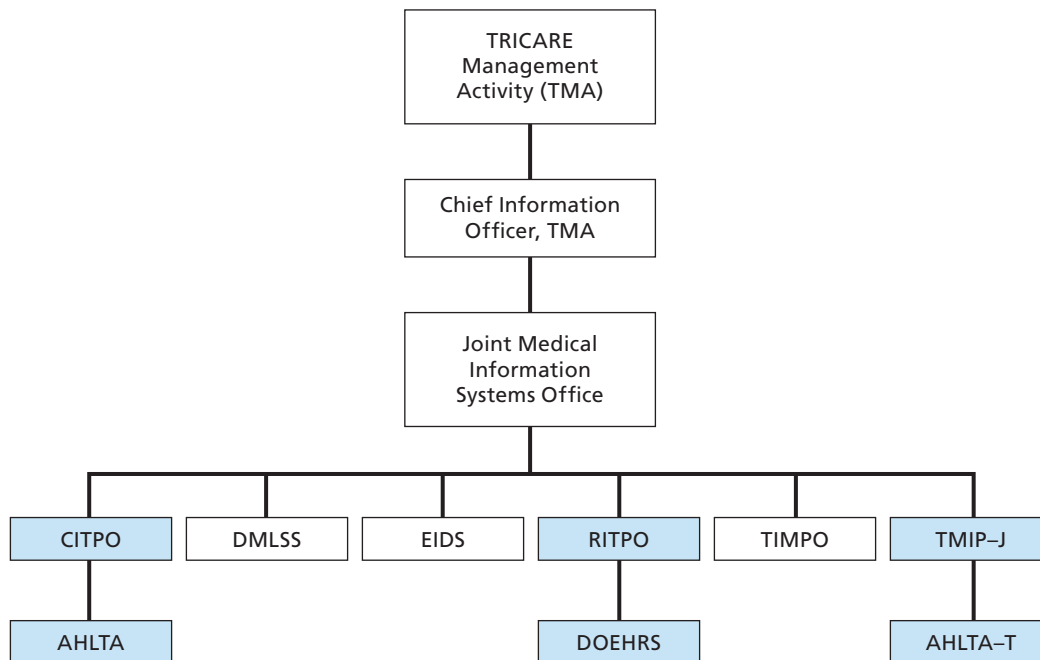 TRICARE
Management
Activity (TMA)
Chief Information
Officer, TMA
Joint Medical
Information
Systems Office
CITPO
DMLSS
EIDS
RITPO
TIMPO
TMIP–J
AHLTA
DOEHRS
AHLTA–T